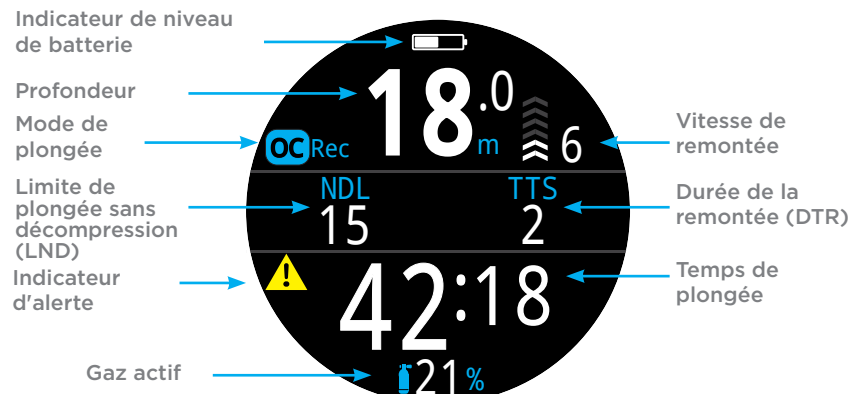 Indicateur de niveau
de batterie
Profondeur
Mode de
plongée
Limite de
plongée sans
décompression
(LND)
Indicateur
d'alerte
Gaz actif
18.0
m
OC Rec
6
NDL
15
TTS
2
42:18
21%
Vitesse de
remontée
Durée de la
remontée (DTR)
Temps de
plongée